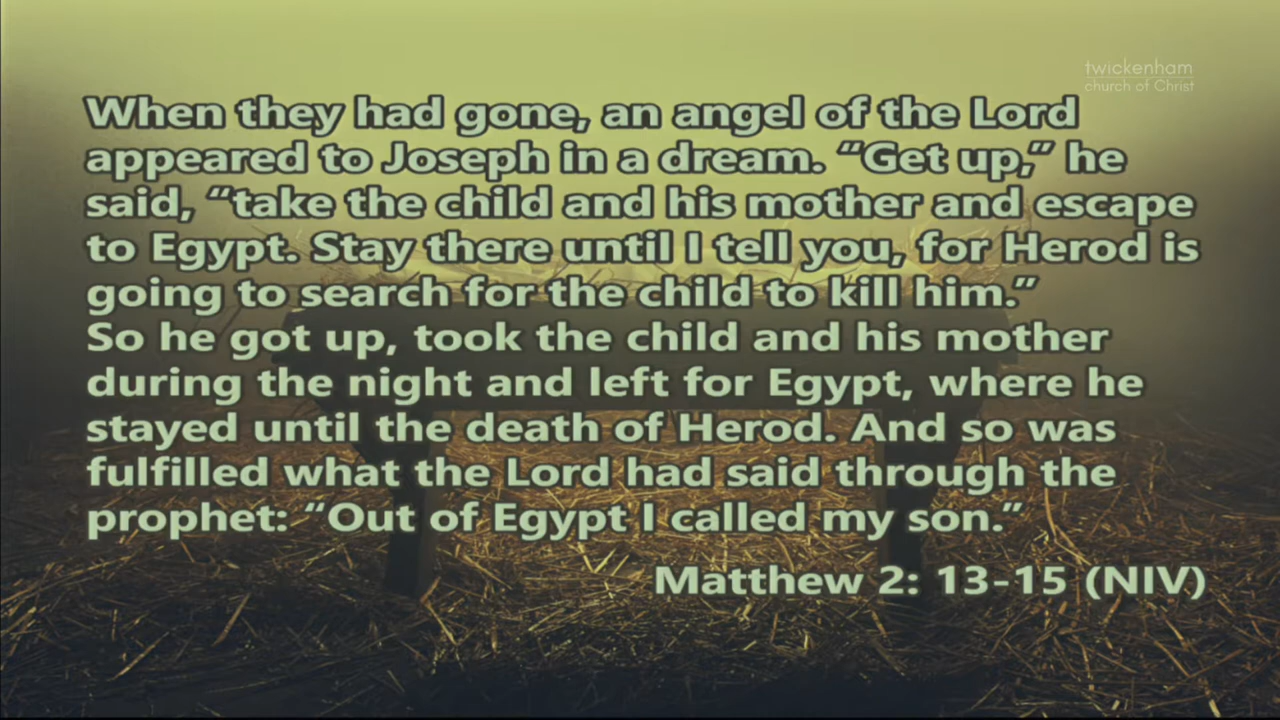 twickenham
church of Christ
When they had gone, an angel of the Lord
appeared to Joseph in a dream. “Get up,” he
said, “take the child and his mother and escape
to Egypt. Stay there until I tell you, for Herod is
going to search for the child to kill him.”
So he got up, took the child and his mother
during the night and left for Egypt, where he
stayed until the death of Herod. And so was
fulfilled what the Lord had said through the
prophet: “Out of Egypt I called my son.”
Matthew 2: 13-15 (NIV)